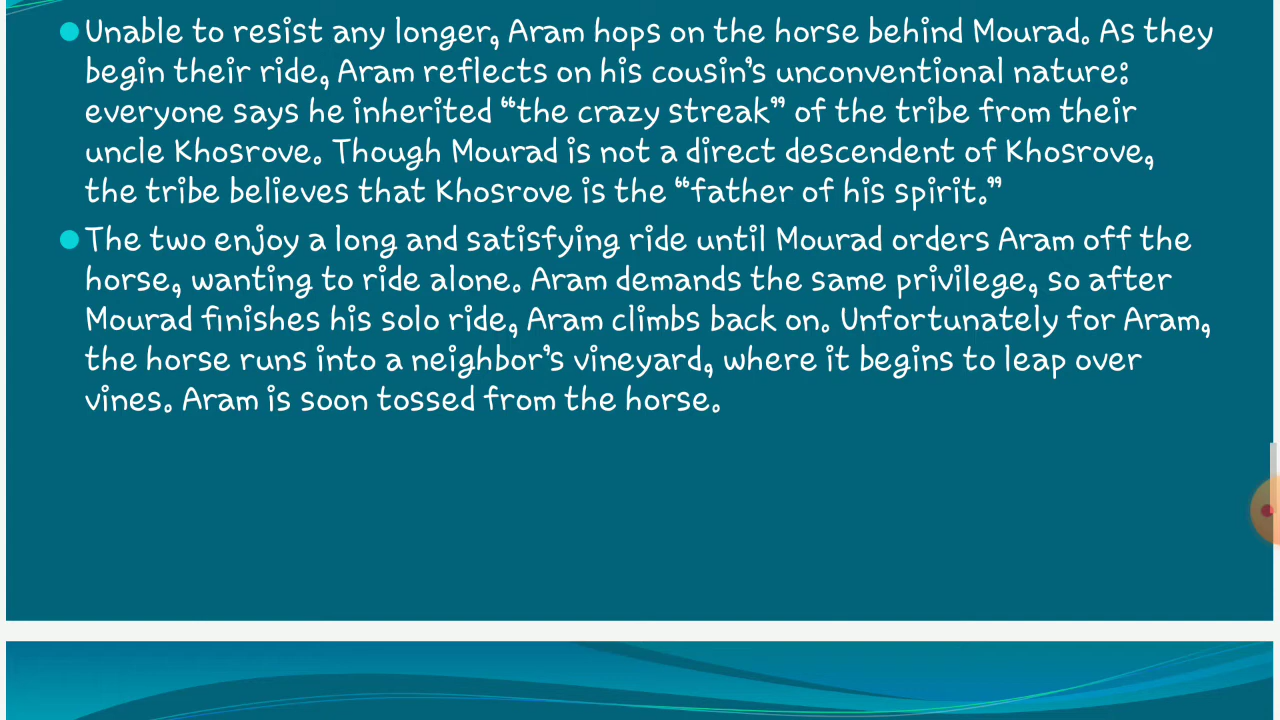 Unable to resist any longer, Aram hops on the horse behind Mourad. As they
begin their ride, Aram reflects on his cousin's unconventional nature:
everyone says he inherited “the crazy streak” of the tribe from their
uncle Khosrove. Though Mourad is not a direct descendent of Khosrove,
the tribe believes that Khosrove is the “father of his spirit.”
The two enjoy a long and satisfying ride until Mourad orders Aram off the
horse, wanting to ride alone. Aram demands the same privilege, so after
Mourad finishes his solo ride, Aram climbs back on. Unfortunately for Aram,
the horse runs into a neighbor's vineyard, where it begins to leap over
vines. Aram is soon tossed from the horse.